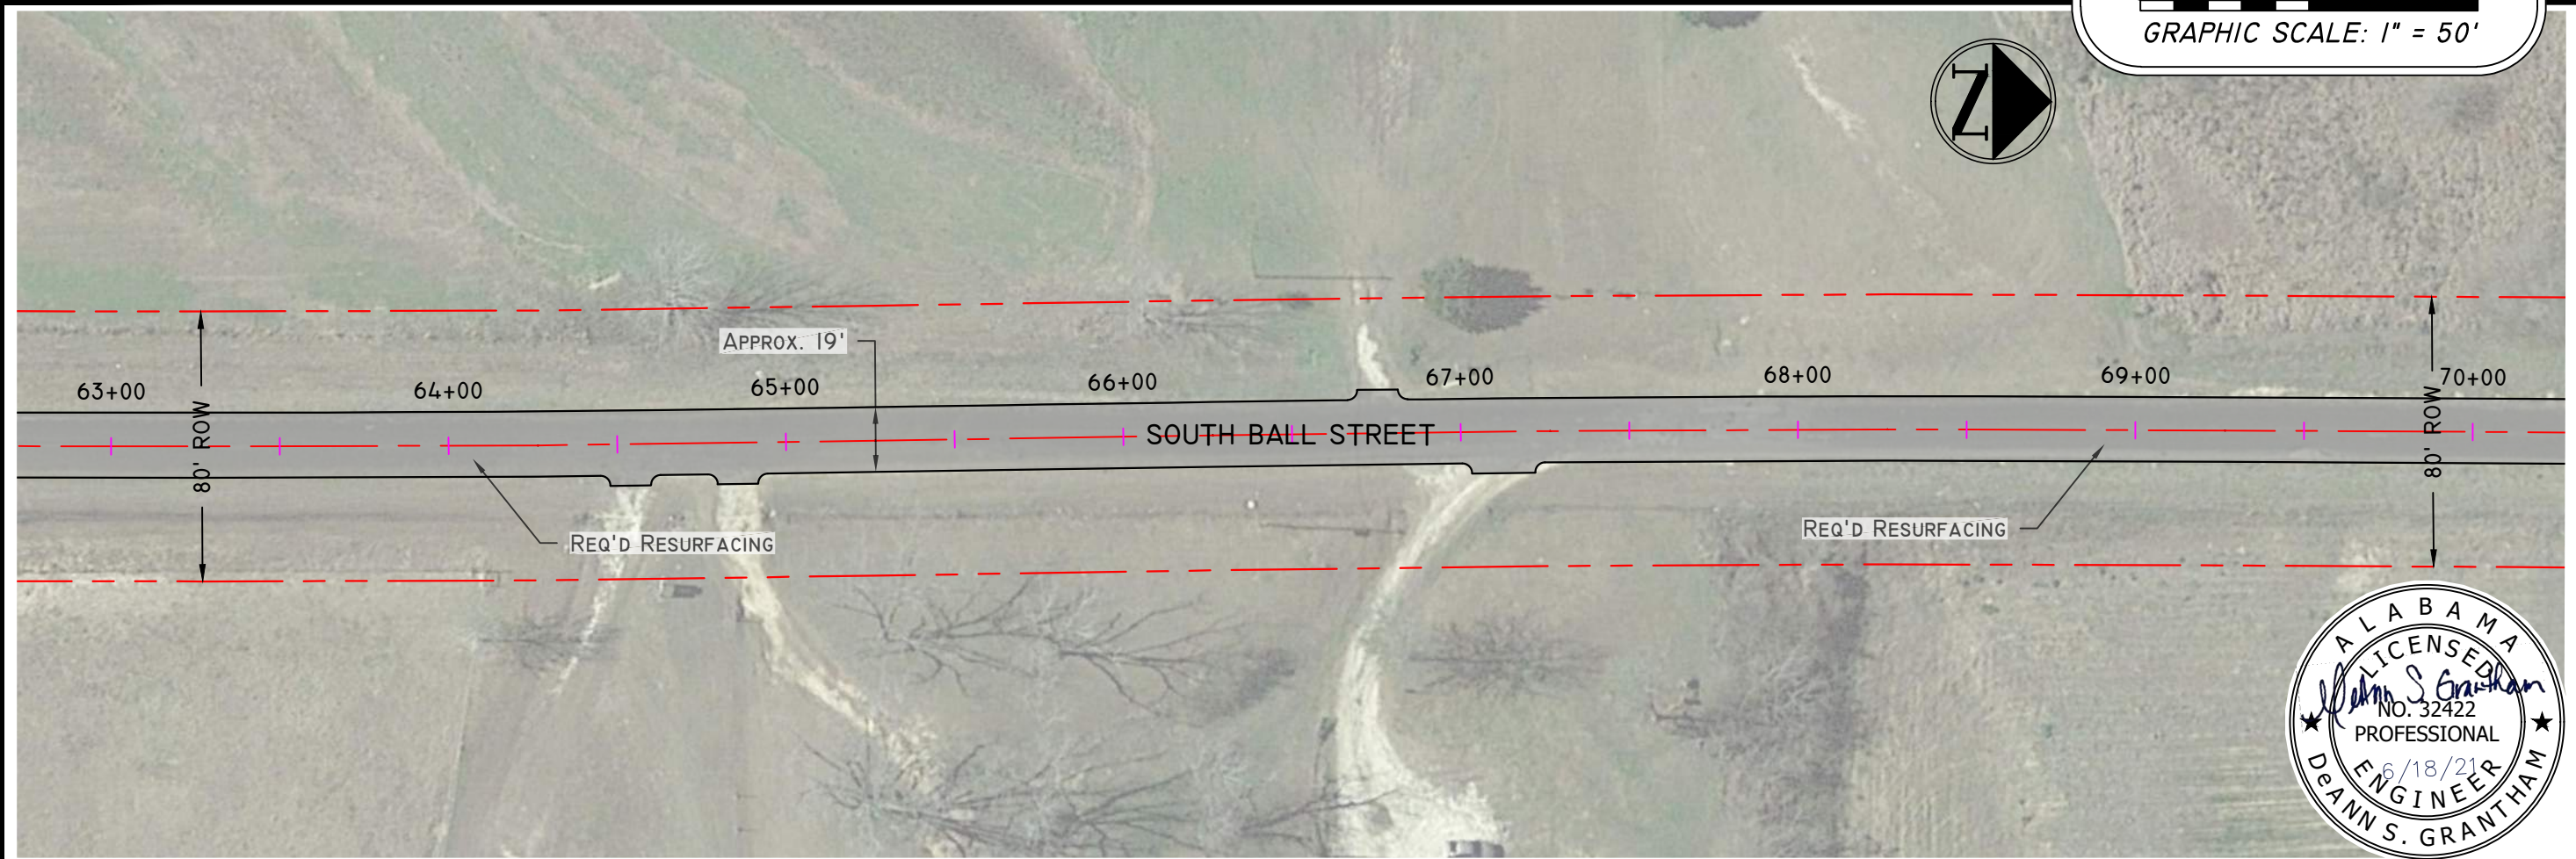 GRAPHIC SCALE: 1" = 50'
N
APPROX. 19'
63+00
64+00
65+00
66+00
67+00
68+00
69+00
70+00
80' ROW
SOUTH BALL STREET
80' ROW
REQ'D RESURFACING
REQ'D RESURFACING
ALABAMA
LICENSED
DeAnn S. Grantham
NO. 32422
PROFESSIONAL
6/18/21
ENGINEER
DeANN S. GRANTHAM